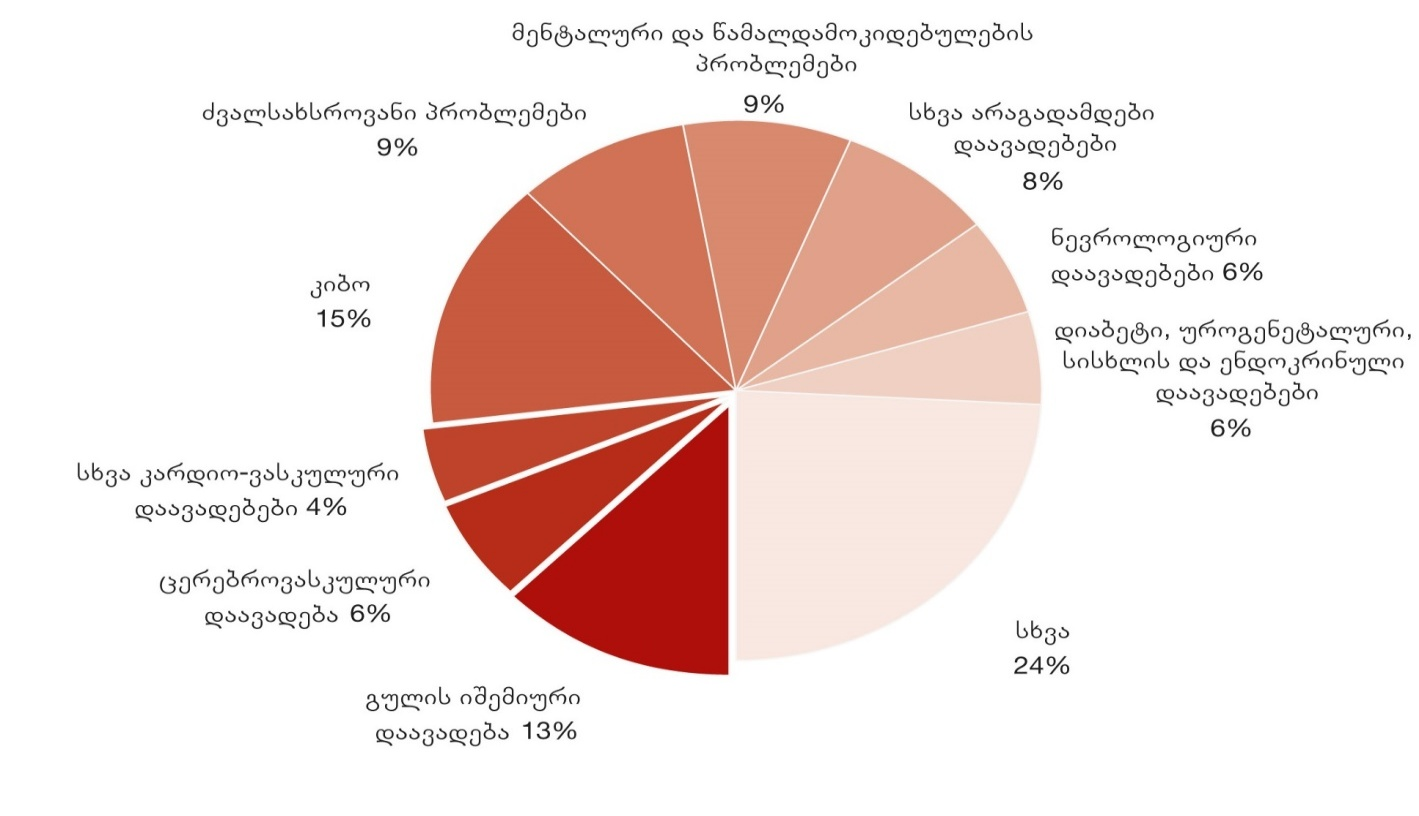 მენტალური და წამალდამოკიდებულების
პრობლემები
9%
ძვალსახსროვანი პრობლემები
9%
სხვა არაგადამდები
დაავადებები
8%
ნევროლოგიური
დაავადებები 6%
დიაბეტი, უროგენეტალური,
სისხლის და ენდოკრინული
დაავადებები
6%
კიბო
15%
სხვა კარდიო-ვასკულური
დაავადებები 4%
ცერებროვასკულური
დაავადება 6%
გულის იშემიური
დაავადება 13%
სხვა
24%